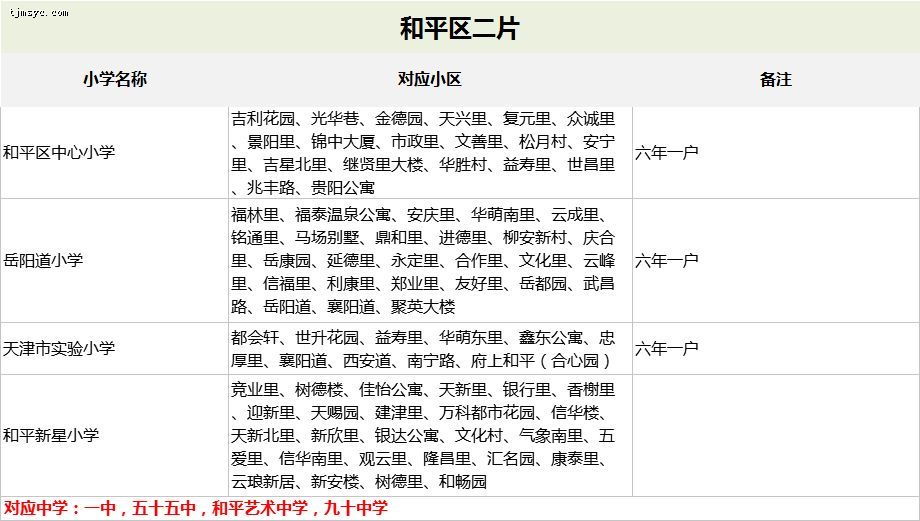 tjmsyc.com
和平区二片
小学名称 对应小区 备注
吉利花园、光华巷、金德园、天兴里、复元里、众诚里
、景阳里、锦中大厦、市政里、文善里、松月村、安宁
和平区中心小学 六年一户
里、吉星北里、继贤里大楼、华胜村、益寿里、世昌里
、兆丰路、贵阳公寓
福林里、福泰温泉公寓、安庆里、华萌南里、云成里、
铭通里、马场别墅、鼎和里、进德里、柳安新村、庆合
岳阳道小学 里、岳康园、延德里、永定里、合作里、文化里、云峰 六年一户
里、信福里、利康里、郑业里、友好里、岳都园、武昌
路、岳阳道、襄阳道、聚英大楼
天津市实验小学 六年一户
都会轩、世升花园、益寿里、华萌东里、鑫东公寓、忠
厚里、襄阳道、西安道、南宁路、府上和平（合心园）
竞业里、树德楼、佳怡公寓、天新里、银行里、香榭里
、迎新里、天赐园、建津里、万科都市花园、信华楼、
和平新星小学 天新北里、新欣里、银达公寓、文化村、气象南里、五
爱里、信华南里、观云里、隆昌里、汇名园、康泰里、
云琅新居、新安楼、树德里、和畅园
对应中学：一中，五十五中，和平艺术中学，九十中学